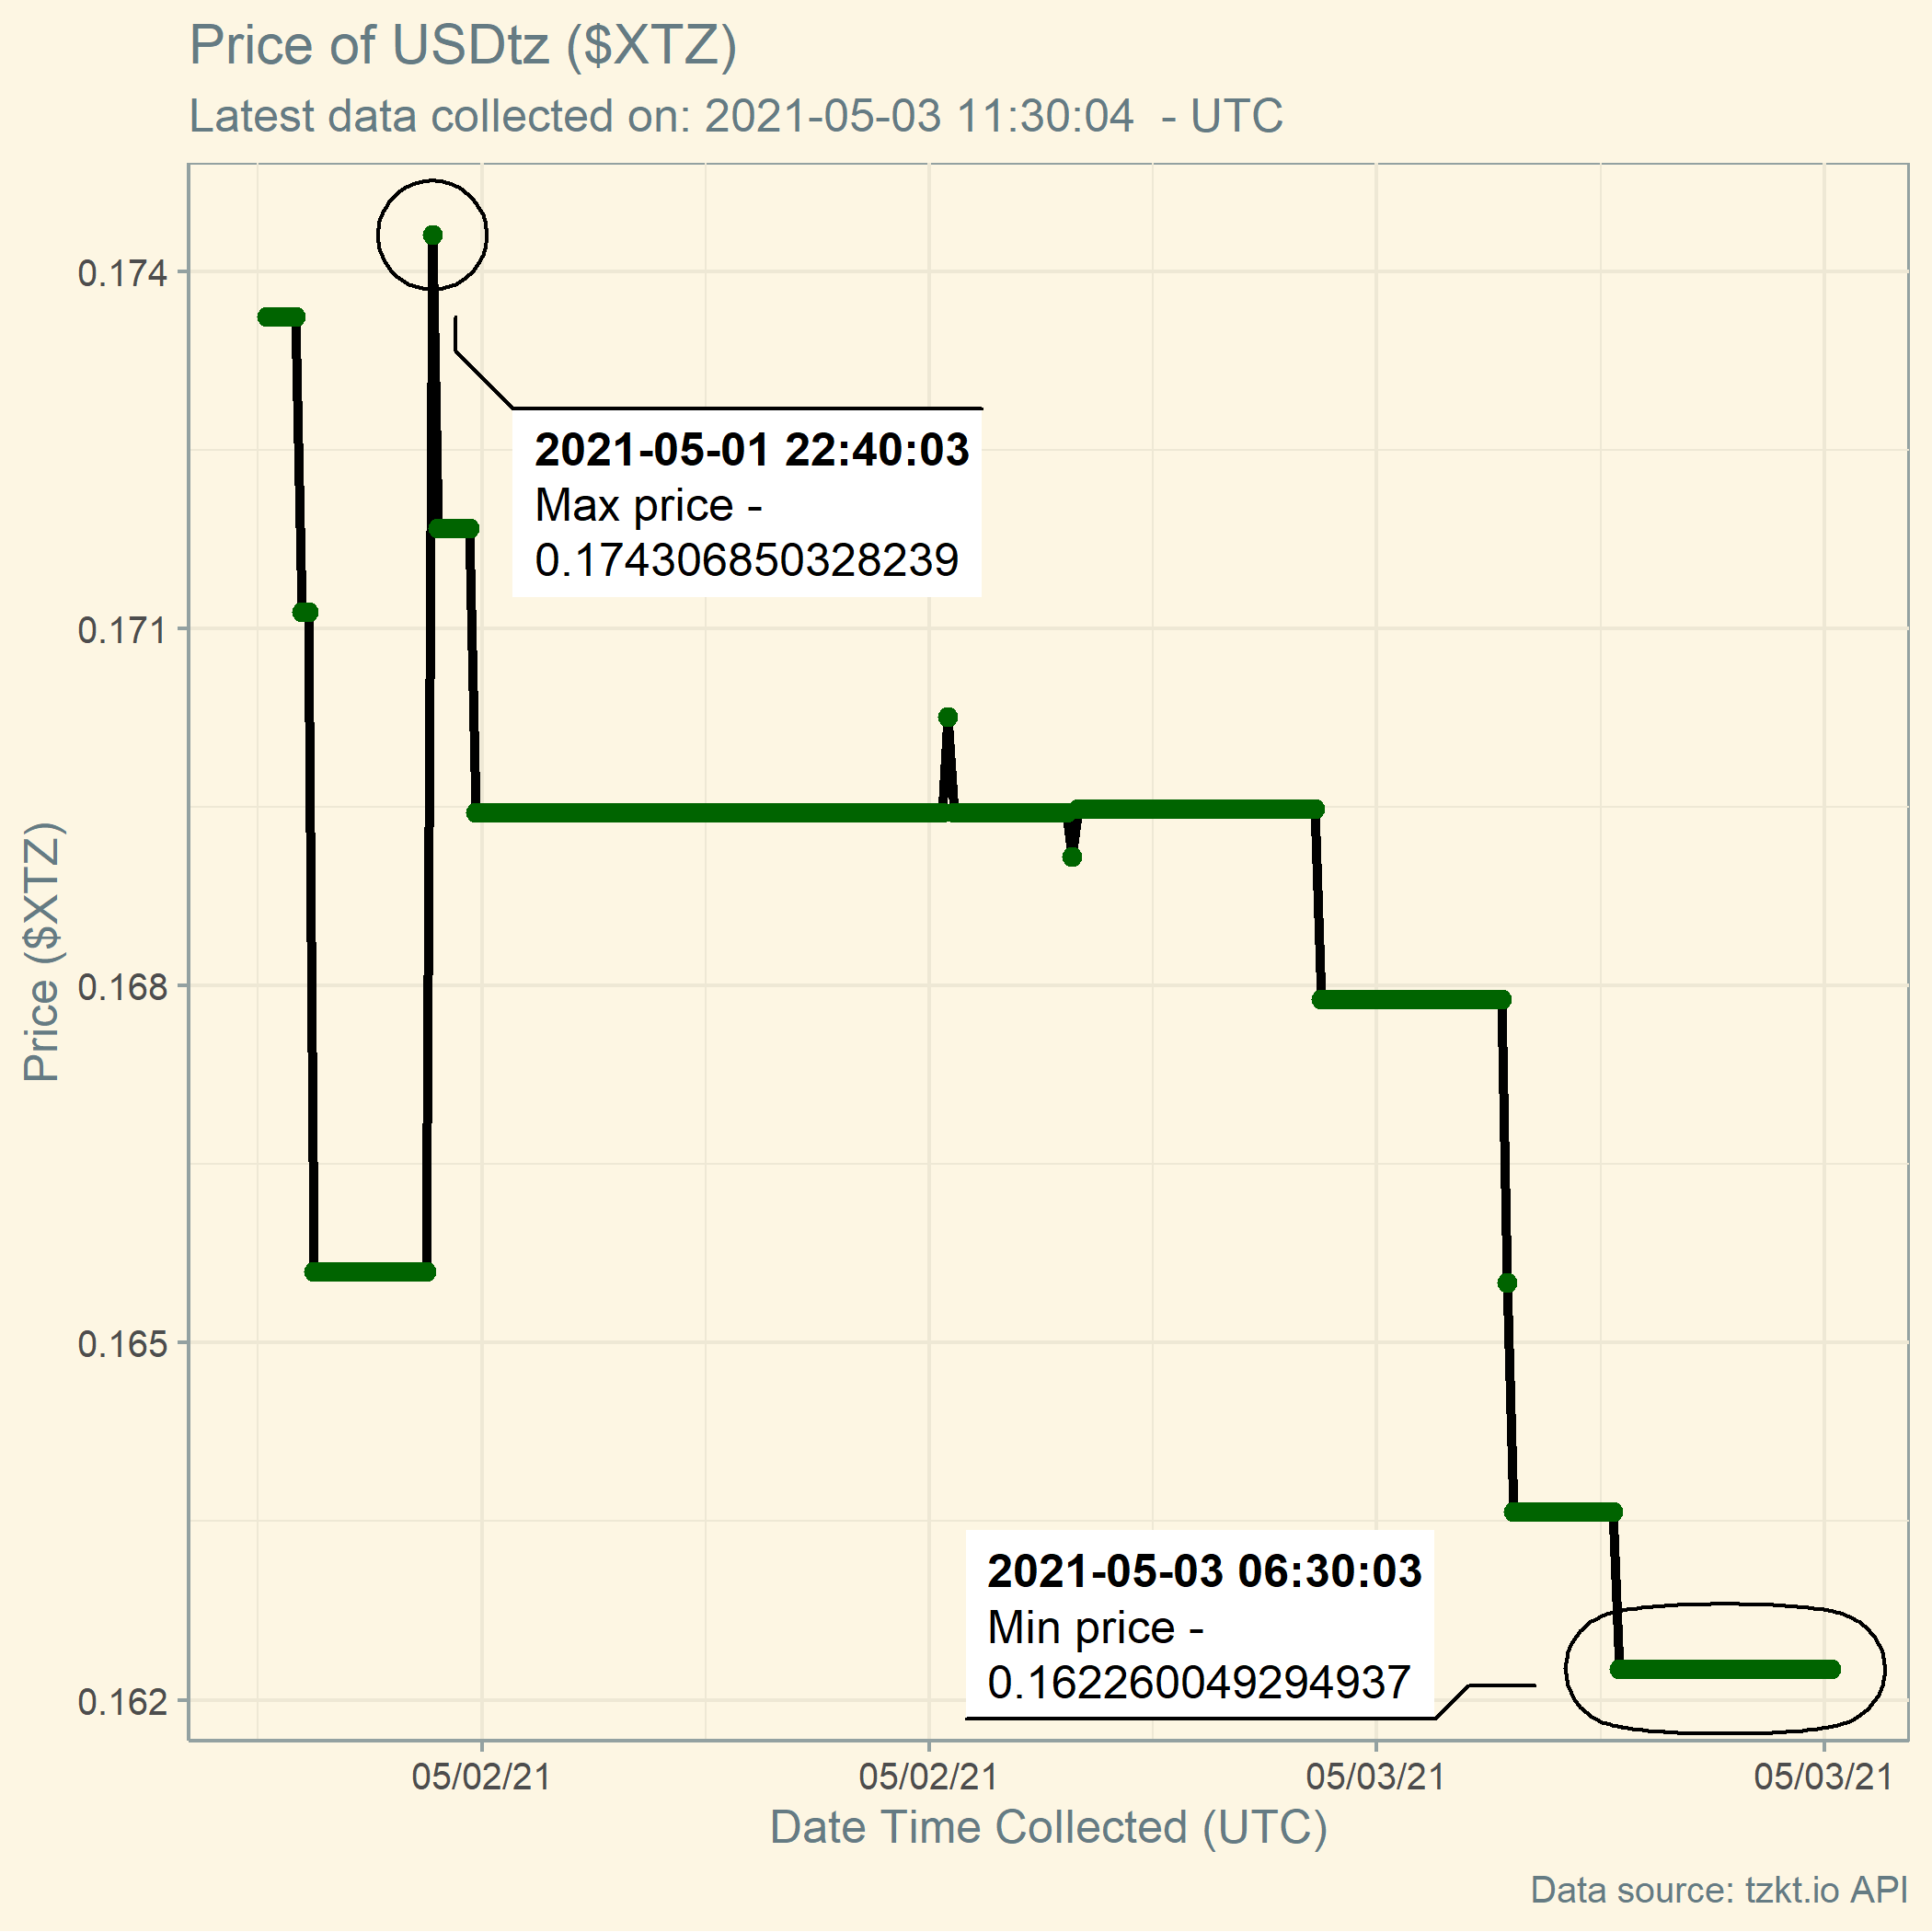 Price of USDtz ($XTZ)
Latest data collected on: 2021-05-03 11:30:04  - UTC
0.174
0.171
0.168
0.165
0.162
Price ($XTZ)
2021-05-01 22:40:03
Max price -
0.174306850328239
2021-05-03 06:30:03
Min price -
0.162260049294937
05/02/21
05/02/21
05/03/21
05/03/21
Date Time Collected (UTC)
Data source: tzkt.io API